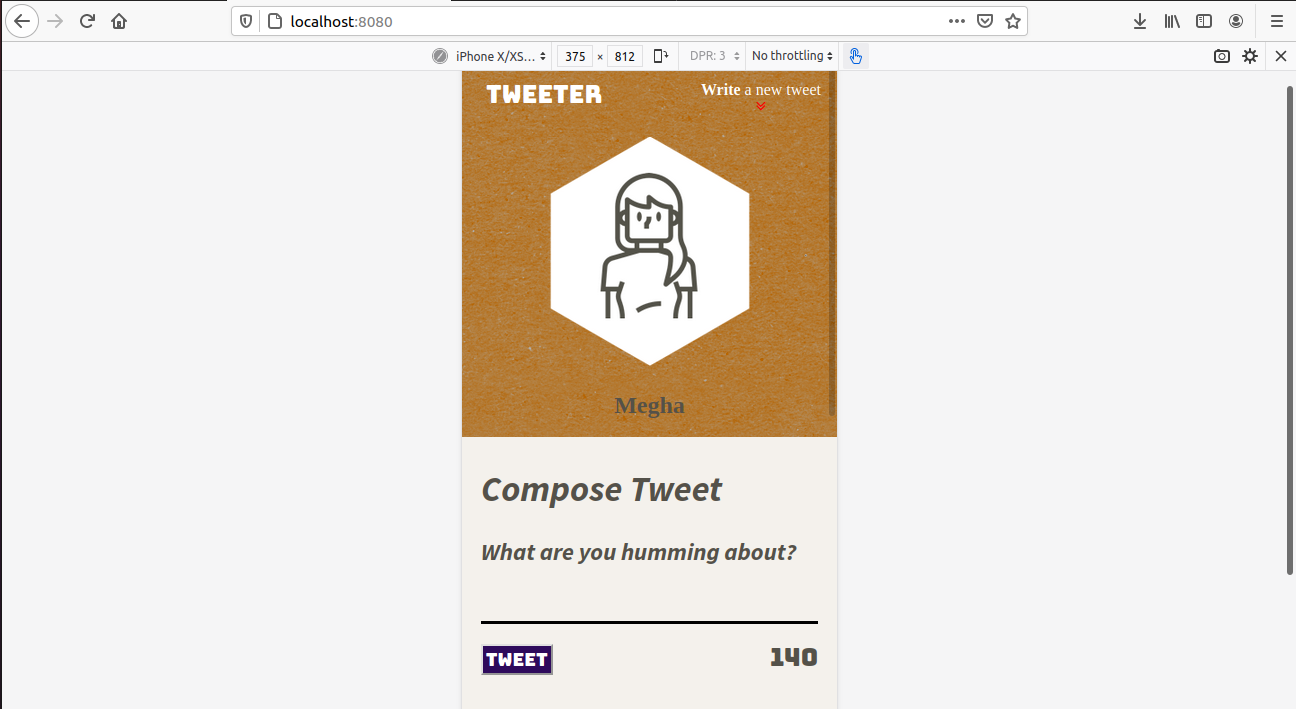 localhost:8080
iPhone X/XS... 375 × 812 DPR: 3 No throttling
TWEETER
Write a new tweet
Megha
Compose Tweet
What are you humming about?
TWEET 140